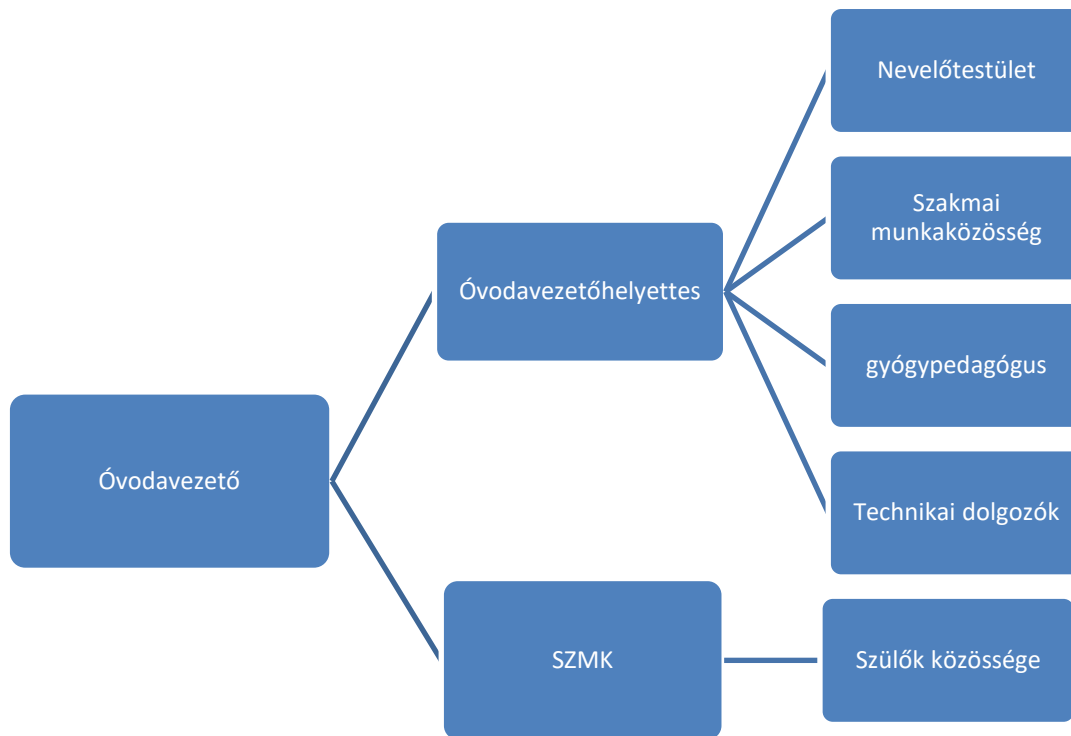 Nevelőtestület
Szakmai
munkaközösség
Óvodavezetőhelyettes
gyógypedagógus
Óvodavezető
Technikai dolgozók
SZMK
Szülők közössége